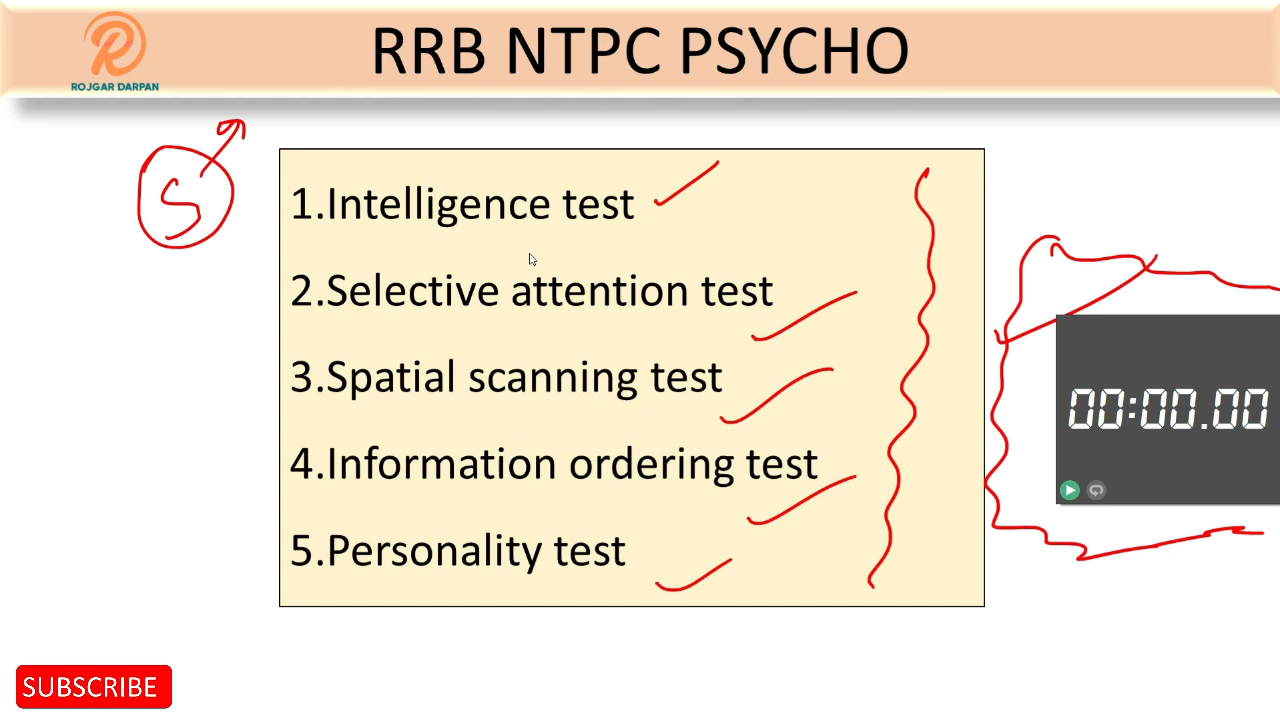 RRB NTPC PSYCHO
ROJGAR DARPAN
S
1.Intelligence test
2.Selective attention test
3.Spatial scanning test
4.Information ordering test
5.Personality test
00:00.00
SUBSCRIBE